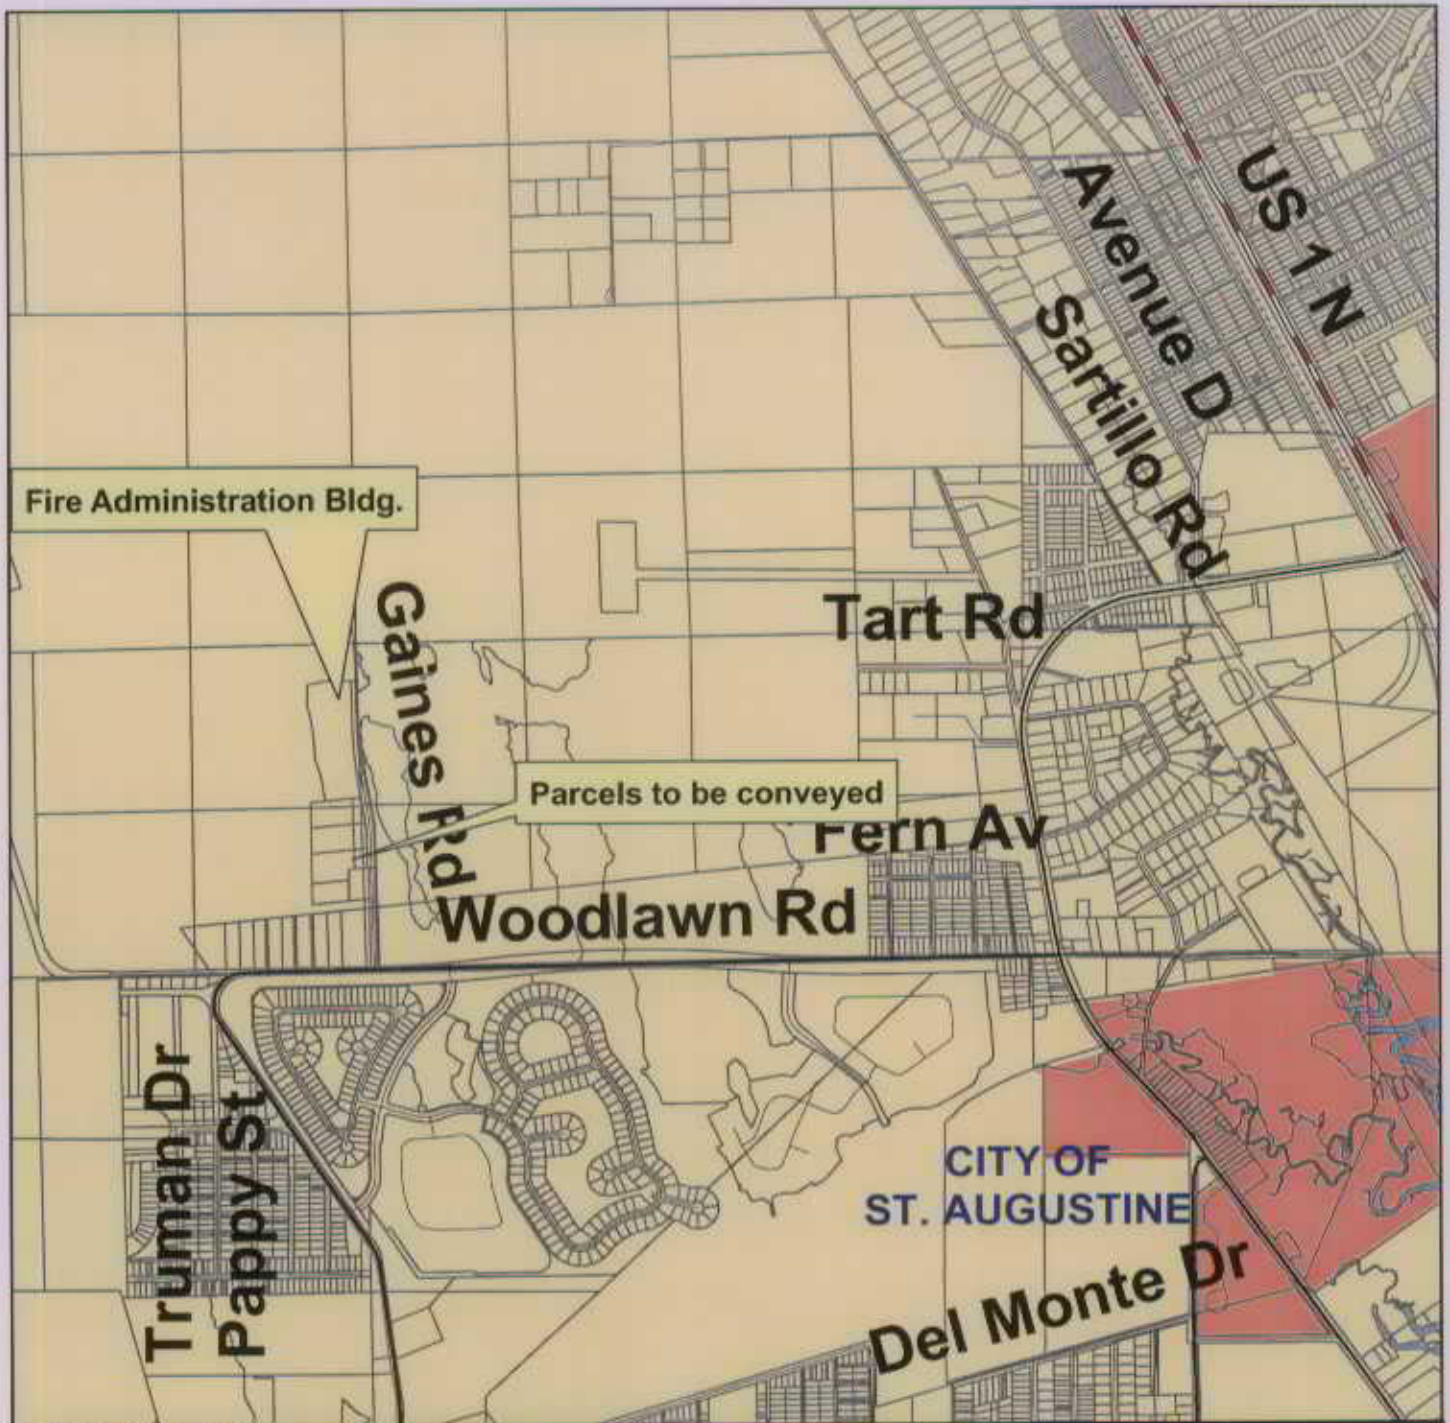 US 1 N
Avenue D
Sartillo Rd
Fire Administration Bldg.
Gaines Rd
Tart Rd
Parcels to be conveyed
Fern Av
Woodlawn Rd
Truman Dr
Pappy St
CITY OF
ST. AUGUSTINE
Del Monte Dr